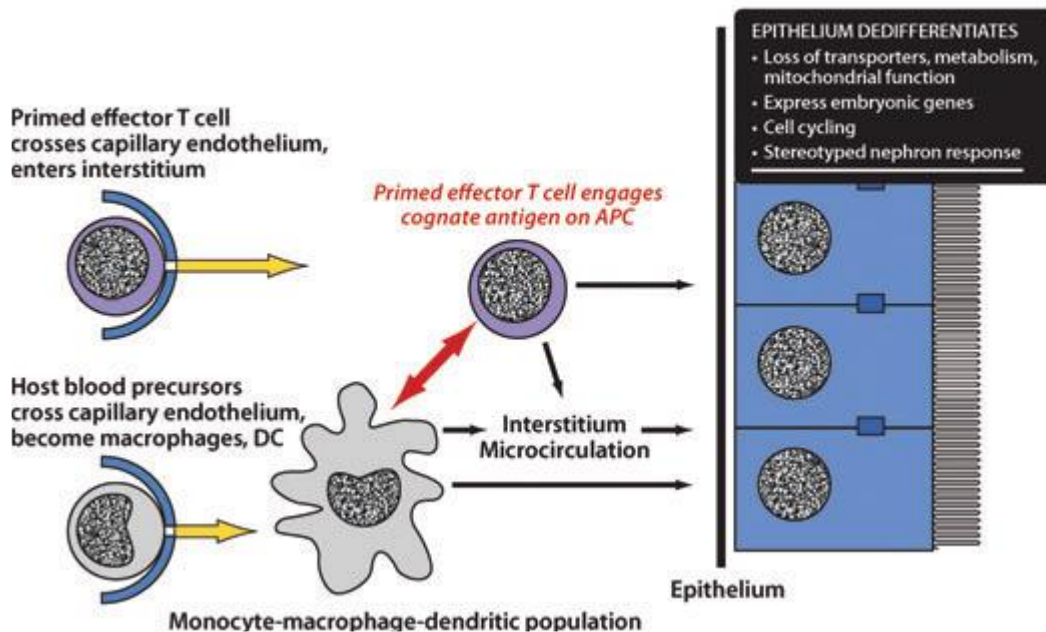 EPITHELIUM DEDIFFERENTIATES
• Loss of transporters, metabolism,
mitochondrial function
• Express embryonic genes
• Cell cycling
• Stereotyped nephron response
Primed effector T cell
crosses capillary endothelium,
enters interstitium
Primed effector T cell engages
cognate antigen on APC
Host blood precursors
cross capillary endothelium,
become macrophages, DC
Interstitium
Microcirculation
Epithelium
Monocyte-macrophage-dendritic population